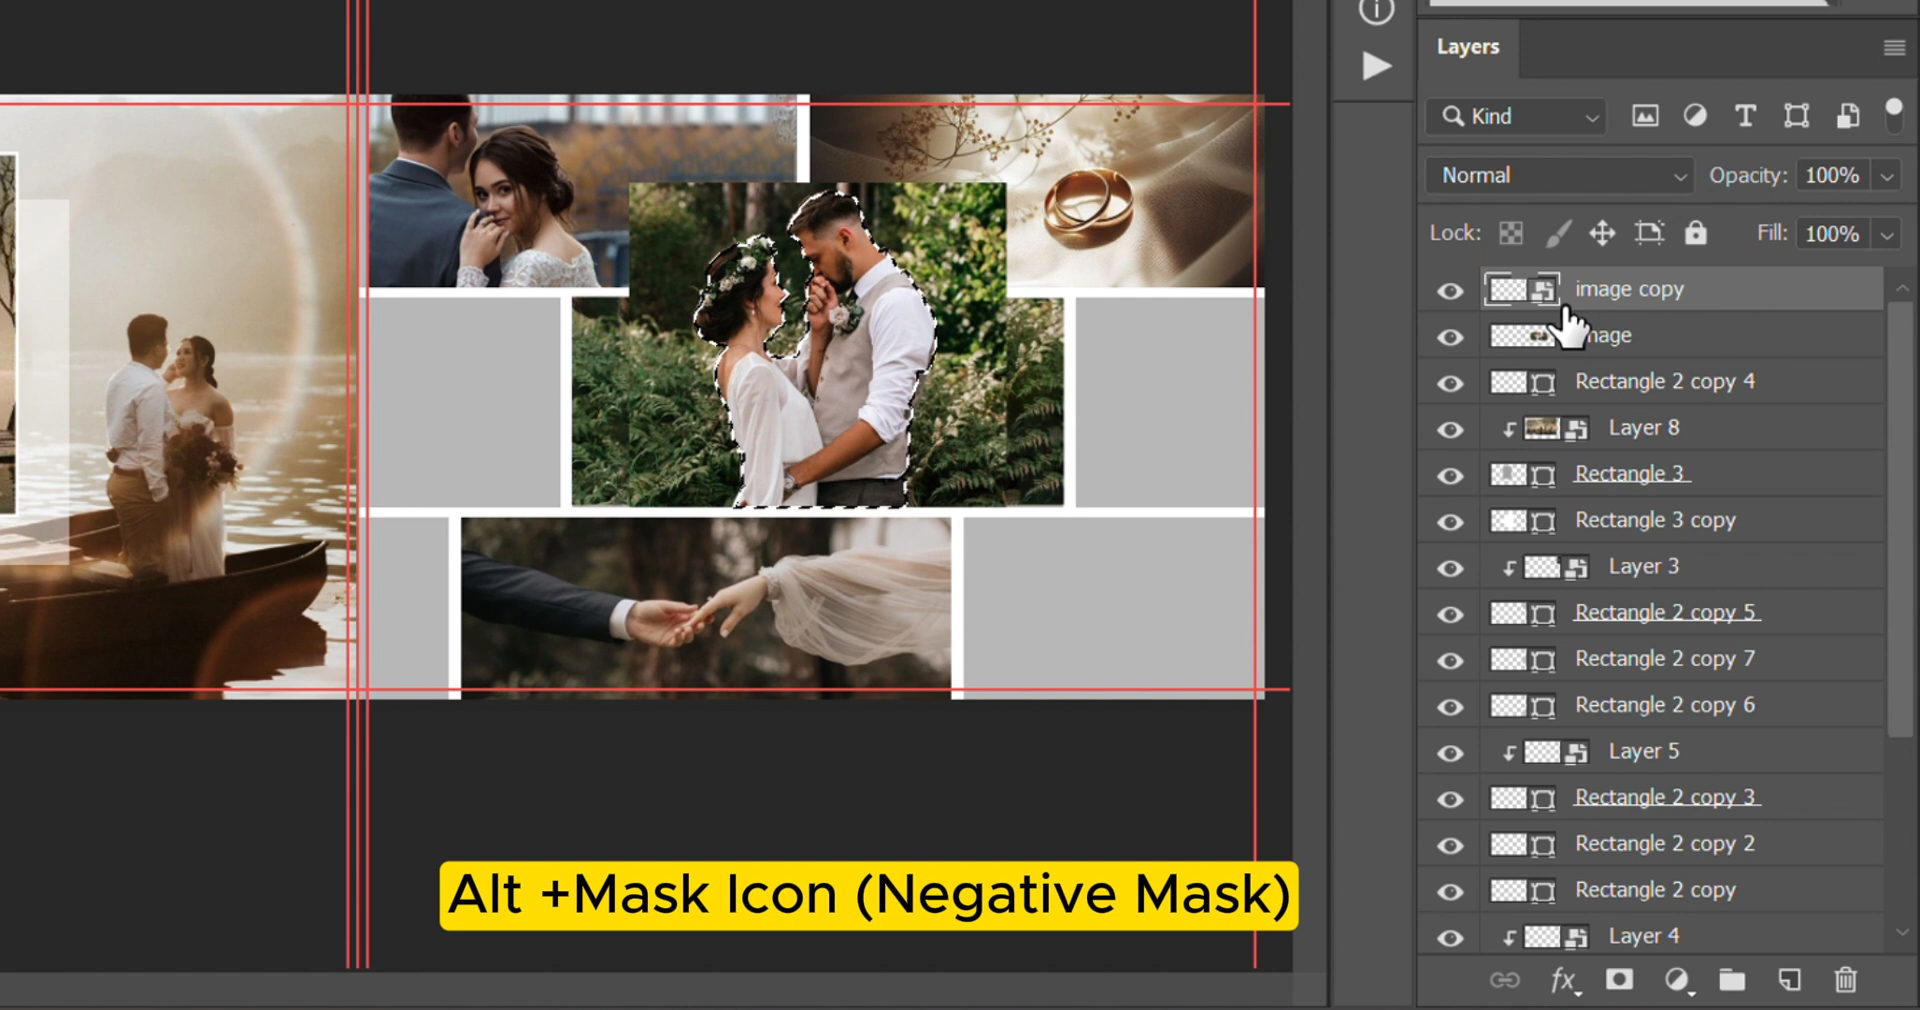 Layers
Kind
Normal
Opacity: 100%
Lock:
Fill: 100%
image copy
mage
Rectangle 2 copy 4
Layer 8
Rectangle 3
Rectangle 3 copy
Layer 3
Rectangle 2 copy 5
Rectangle 2 copy 7
Rectangle 2 copy 6
Layer 5
Rectangle 2 copy 3
Rectangle 2 copy 2
Rectangle 2 copy
Layer 4
fx
Alt +Mask Icon (Negative Mask)